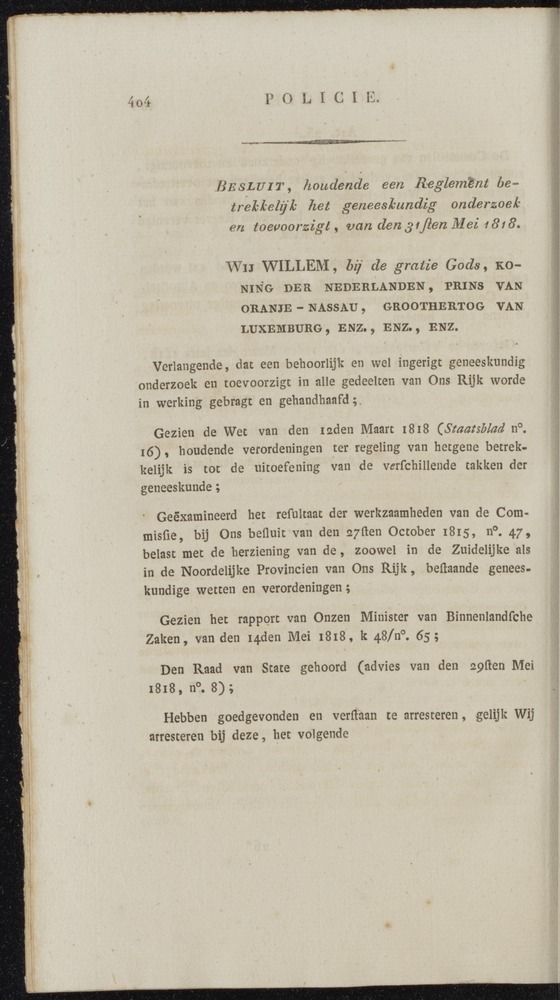 404 POLICIE.
BESLUIT, houdende een Reglement be-
trekkelijk het geneeskundig onderzoek
en toevoorzigt, van den 31ſten Mei 1818.
WIJ WILLEM, bij de gratie Gods, KO-
NING DER NEDERLANDEN, PRINS VAN
ORANJE - NASSAU, GROOTHERTOG VAN
LUXEMBURG, ENZ., ENZ., ENZ.
Verlangende, dat een behoorlijk en wel ingerigt geneeskundig
onderzoek en toevoorzigt in alle gedeelten van Ons Rijk worde
in werking gebragt en gehandhaafd;
Gezien de Wet van den 12den Maart 1818 (Staatsblad nº.
16), houdende verordeningen ter regeling van hetgene betrek-
kelijk is tot de uitoefening van de verſchillende takken der
geneeskunde;
Geëxamineerd het reſultaat der werkzaamheden van de Com-
misſie, bij Ons beſluit van den 27ſten October 1815, nº. 47,
belast met de herziening van de, zoowel in de Zuidelijke als
in de Noordelijke Provincien van Ons Rijk, beſtaande genees-
kundige wetten en verordeningen;
Gezien het rapport van Onzen Minister van Binnenlandſche
Zaken, van den 14den Mei 1818, k 48/nº. 65;
Den Raad van State gehoord (advies van den 29ſten Mei
1818, nº. 8);
Hebben goedgevonden en verſtaan te arresteren, gelijk Wij
arresteren bij deze, het volgende